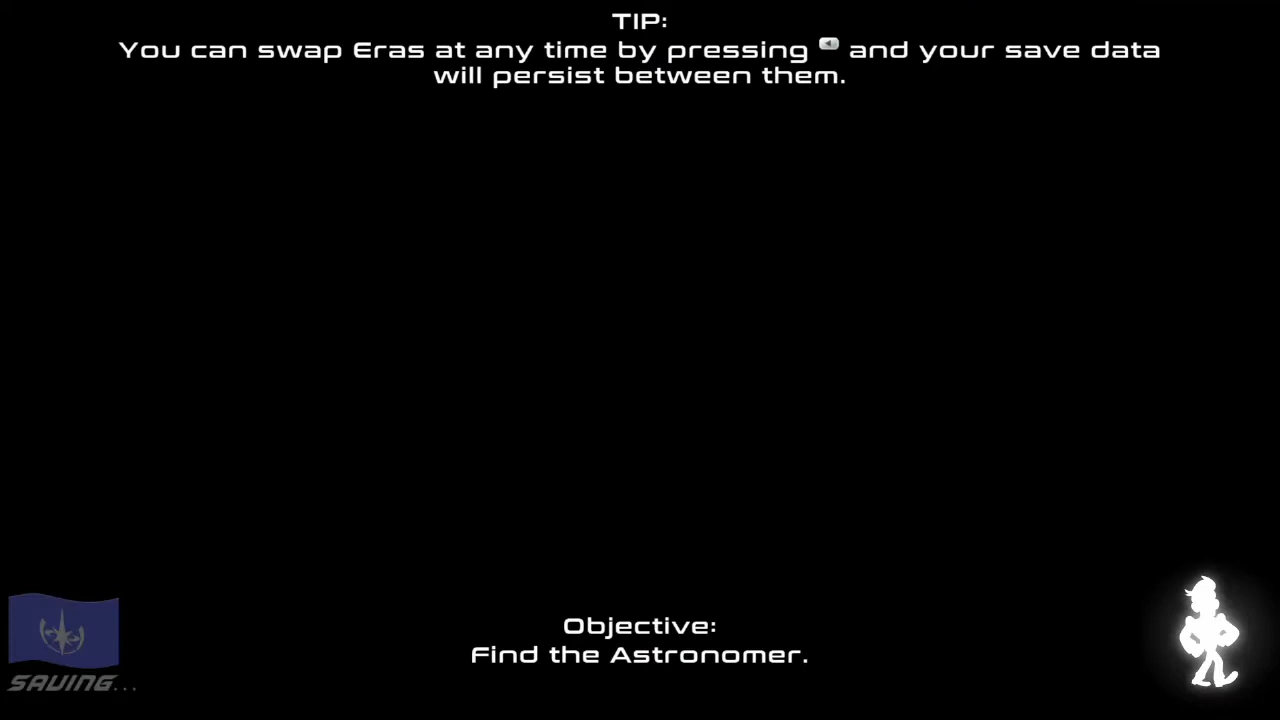 TIP:
You can swap Eras at any time by pressing and your save data
will persist between them.
Objective:
Find the Astronomer.
SAVING...